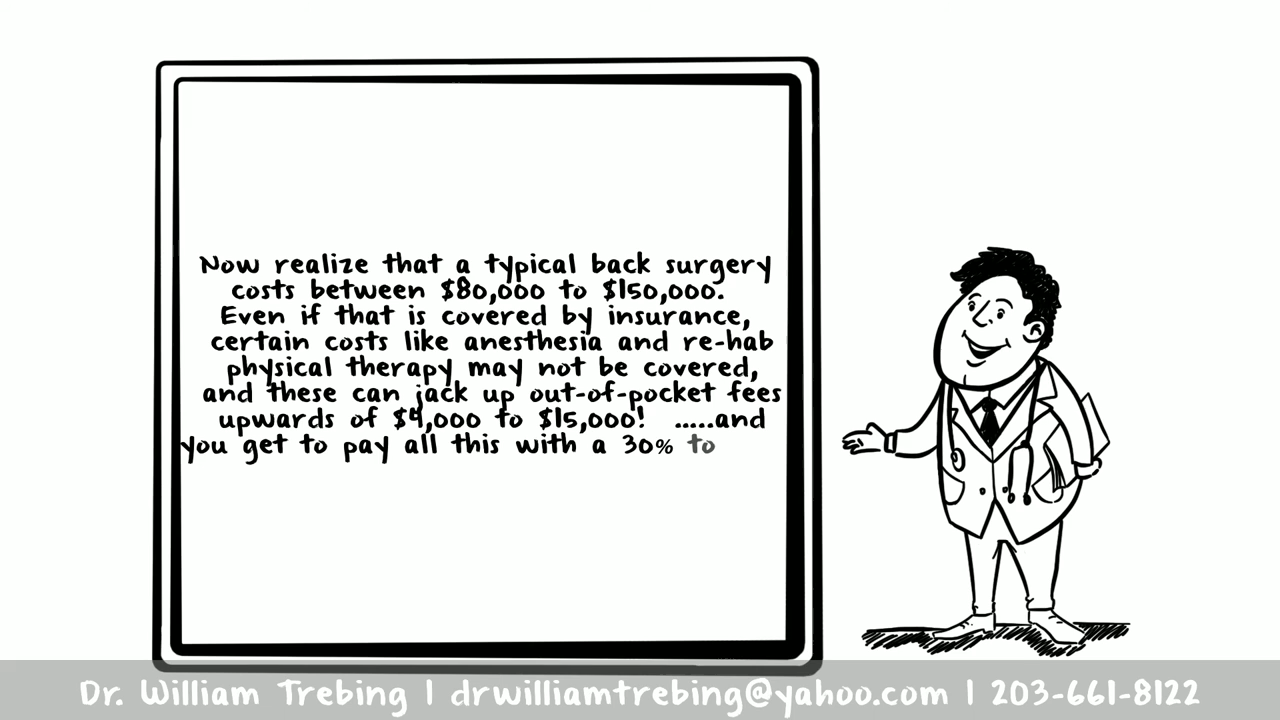 Now realize that a typical back surgery
costs between $80,000 to $150,000.
Even if that is covered by insurance,
certain costs like anesthesia and re-hab
physical therapy may not be covered,
and these can jack up out-of-pocket fees
upwards of $4,000 to $15,000! .....and
you get to pay all this with a 30% to
Dr. William Trebing | drwilliamtrebing@yahoo.com | 203-661-8122